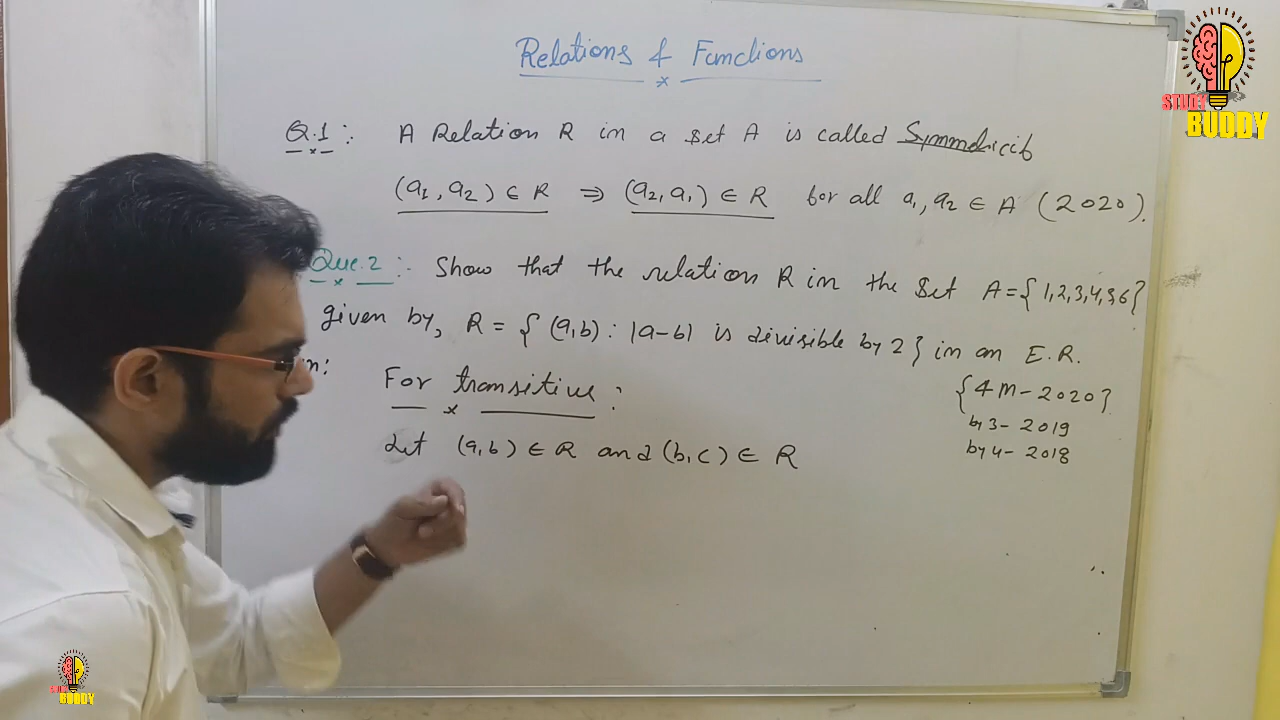 Relations & Functions
Q.1 :- A Relation R in a set A is called Symmetric if
(a₁, a₂) ∈ R ⇒ (a₂, a₁) ∈ R for all a₁, a₂ ∈ A (2020).
Que.2 :- Show that the relation R in the set A = {1,2,3,4,5,6}
given by, R = { (a,b) : |a-b| is divisible by 2 } in an E.R.
n:
{4M-2020}
by 3 - 2019
by 4 - 2018
For transitive :
Let (a,b) ∈ R and (b,c) ∈ R
STUDY BUDDY
STUDY BUDDY